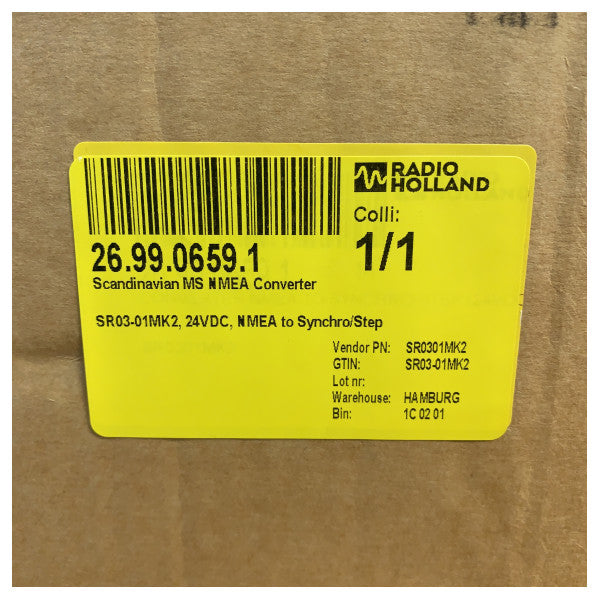 RADIO
HOLLAND
Colli:
1/1
26.99.0659.1
Scandinavian MS NMEA Converter
SR03-01MK2, 24VDC, NMEA to Synchro/Step
Vendor PN: SR0301MK2
GTIN: SR03-01MK2
Lot nr:
Warehouse: HAMBURG
Bin: 1C 02 01